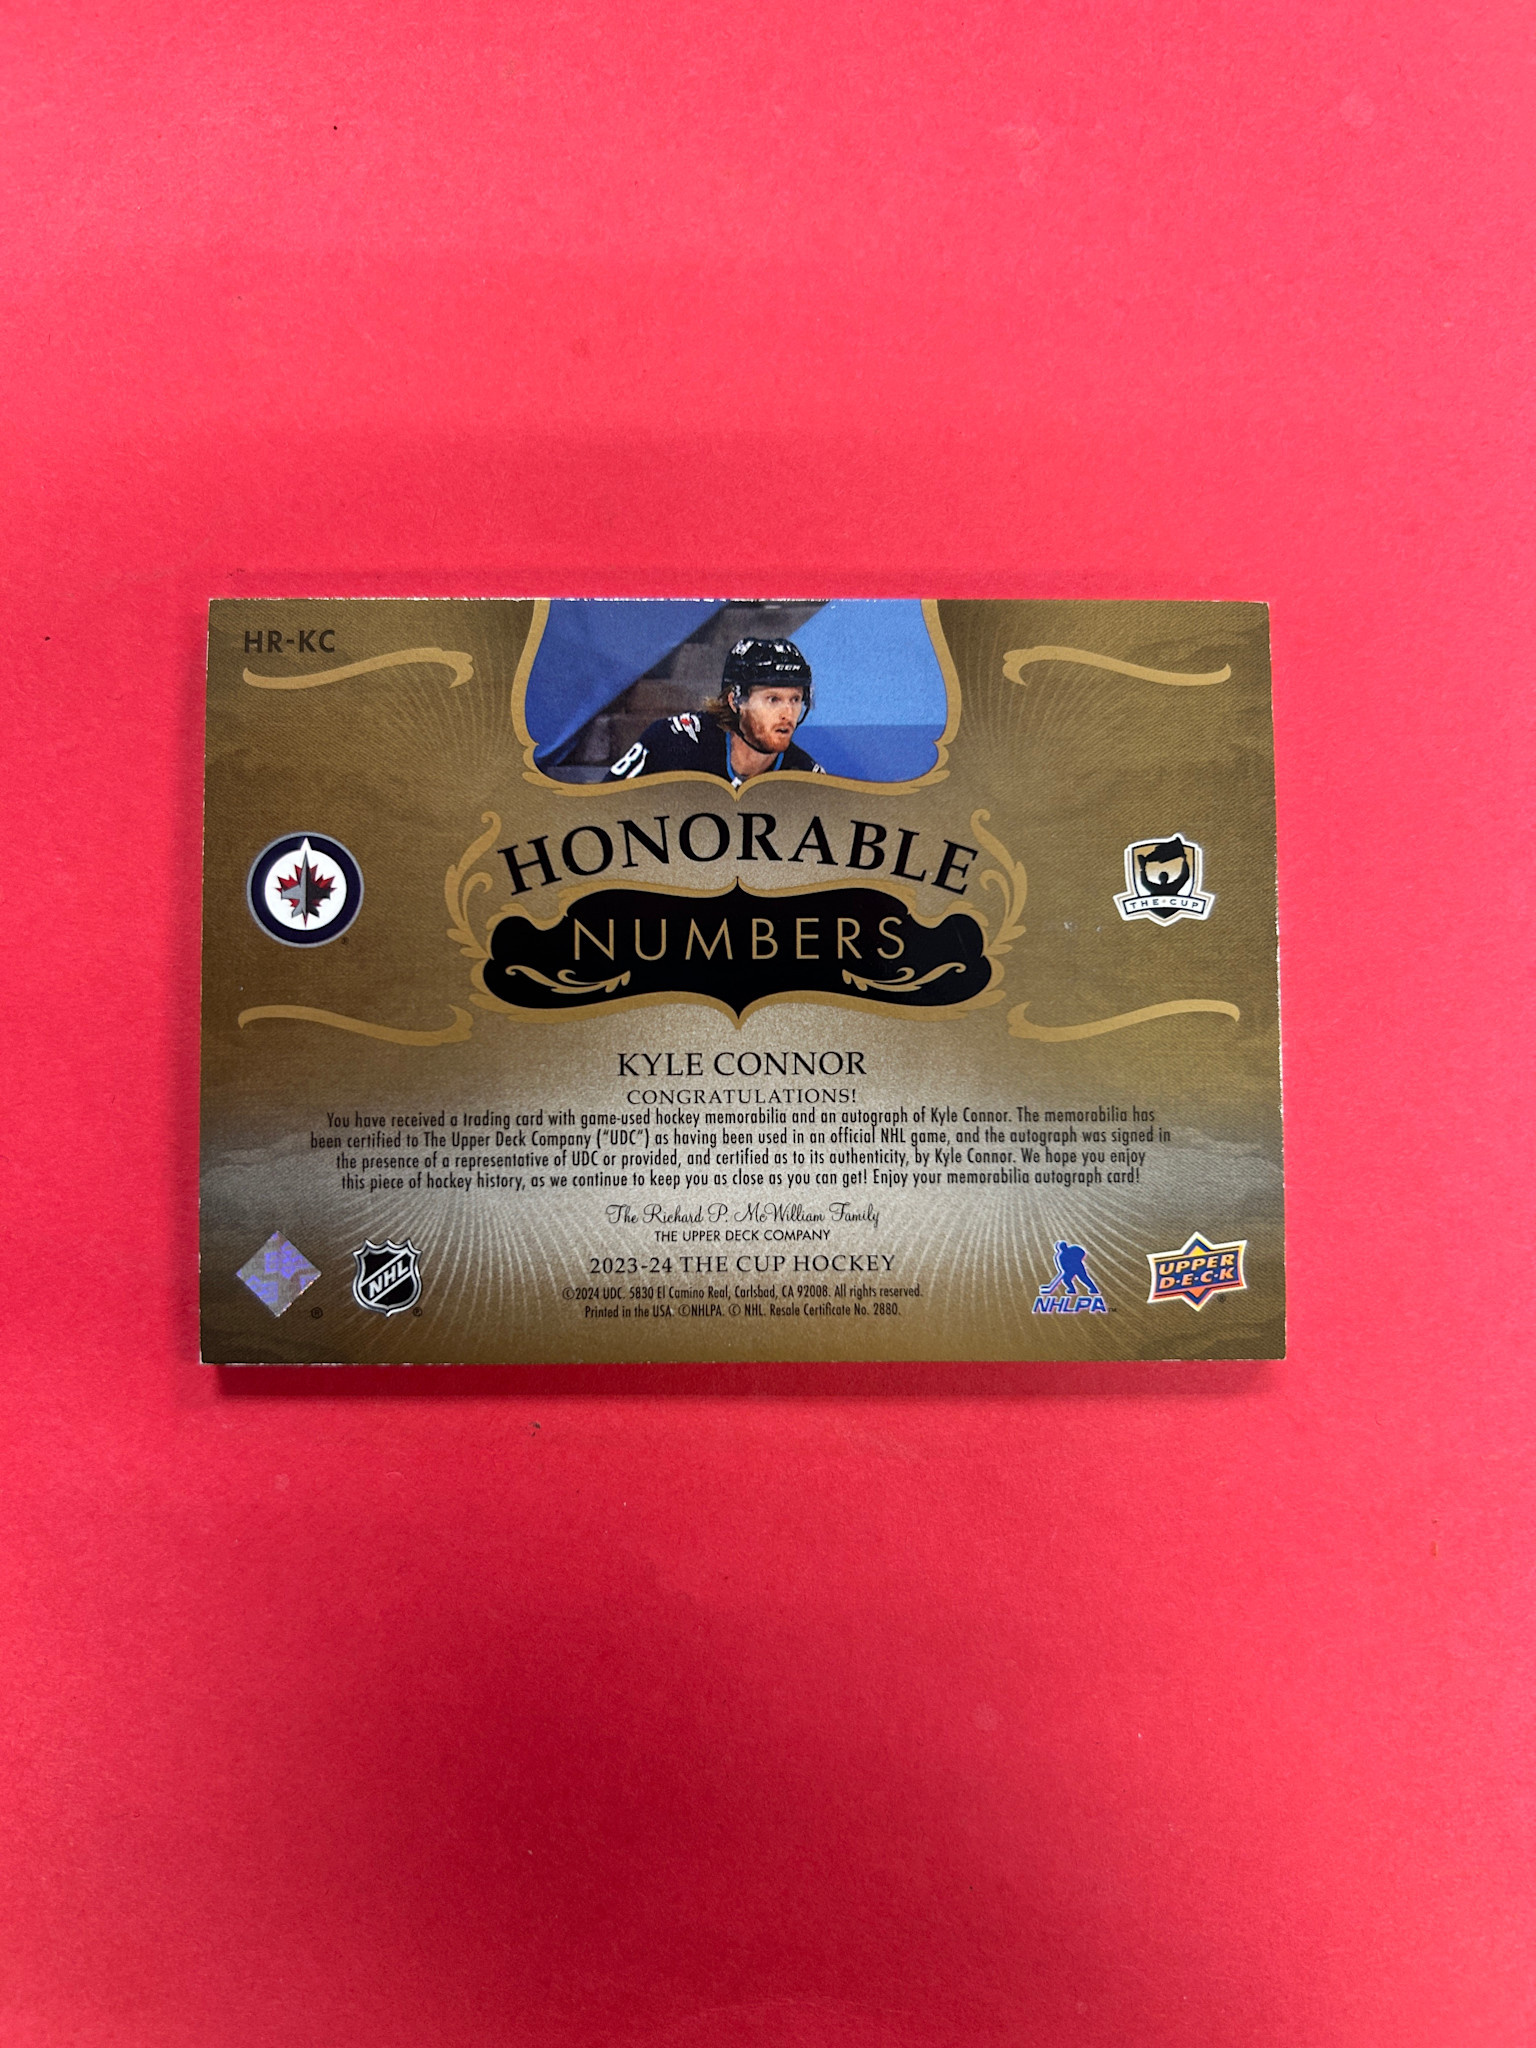 HR-KC
CCM
81
HONORABLE
NUMBERS
THE CUP
KYLE CONNOR
CONGRATULATIONS!
You have received a trading card with game-used hockey memorabilia and an autograph of Kyle Connor. The memorabilia has
been certified to The Upper Deck Company ("UDC") as having been used in an official NHL game, and the autograph was signed in
the presence of a representative of UDC or provided, and certified as to its authenticity, by Kyle Connor. We hope you enjoy
this piece of hockey history, as we continue to keep you as close as you can get! Enjoy your memorabilia autograph card!
The Richard P. McWilliam Family
THE UPPER DECK COMPANY
2023-24 THE CUP HOCKEY
©2024 UDC. 5830 El Camino Real, Carlsbad, CA 92008. All rights reserved.
Printed in the USA. ©NHLPA. © NHL. Resale Certificate No. 2880.
®
NHL
®
NHLPA™
UPPER
D·E·C·K